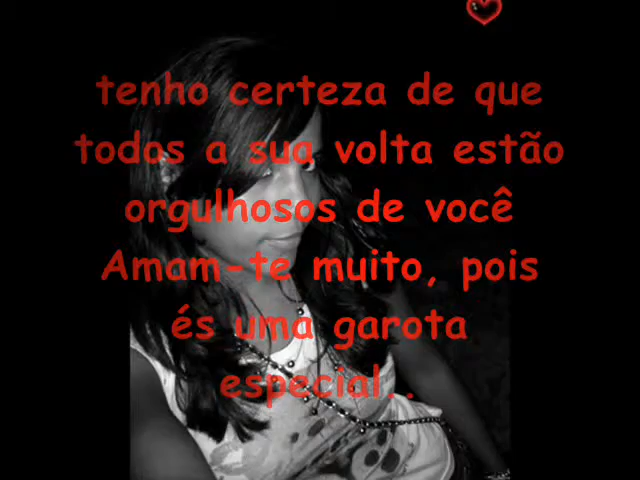 tenho certeza de que
todos a sua volta estão
orgulhosos de você
Amam-te muito, pois
és uma garota
especial..